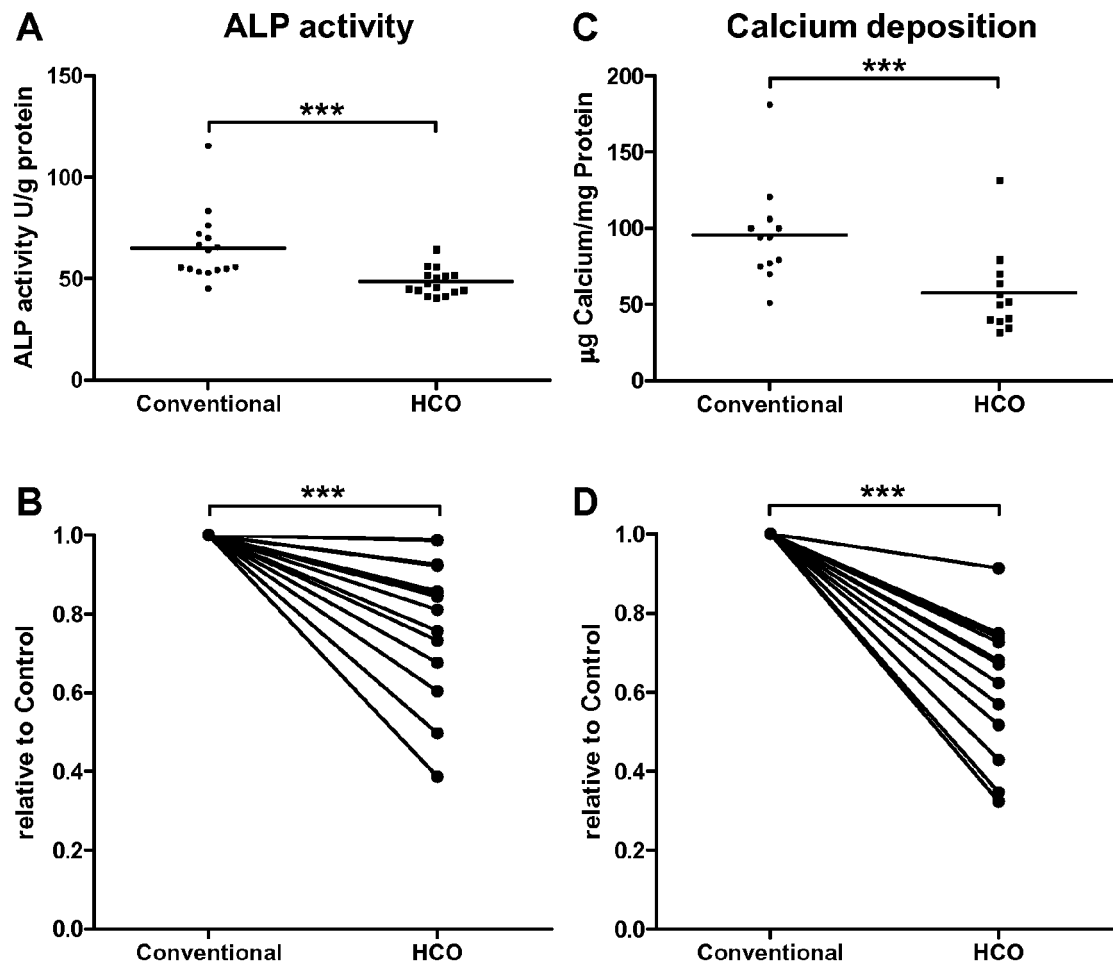 A
ALP activity
ALP activity U/g protein
150
100
50
0
***
Conventional
HCO
C
Calcium deposition
µg Calcium/mg Protein
200
150
100
50
0
***
Conventional
HCO
B
relative to Control
1.0
0.8
0.6
0.4
0.2
0.0
***
Conventional
HCO
D
relative to Control
1.0
0.8
0.6
0.4
0.2
0.0
***
Conventional
HCO